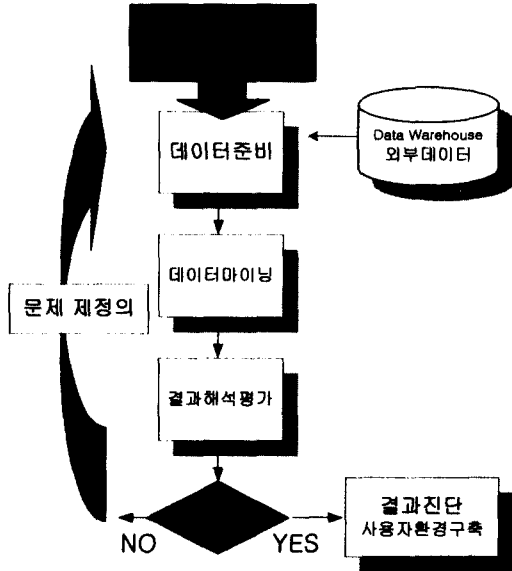 데이터준비
Data Warehouse
외부데이터
데이터마이닝
문제 제정의
결과해석평가
NO
YES
결과진단
사용자환경구축